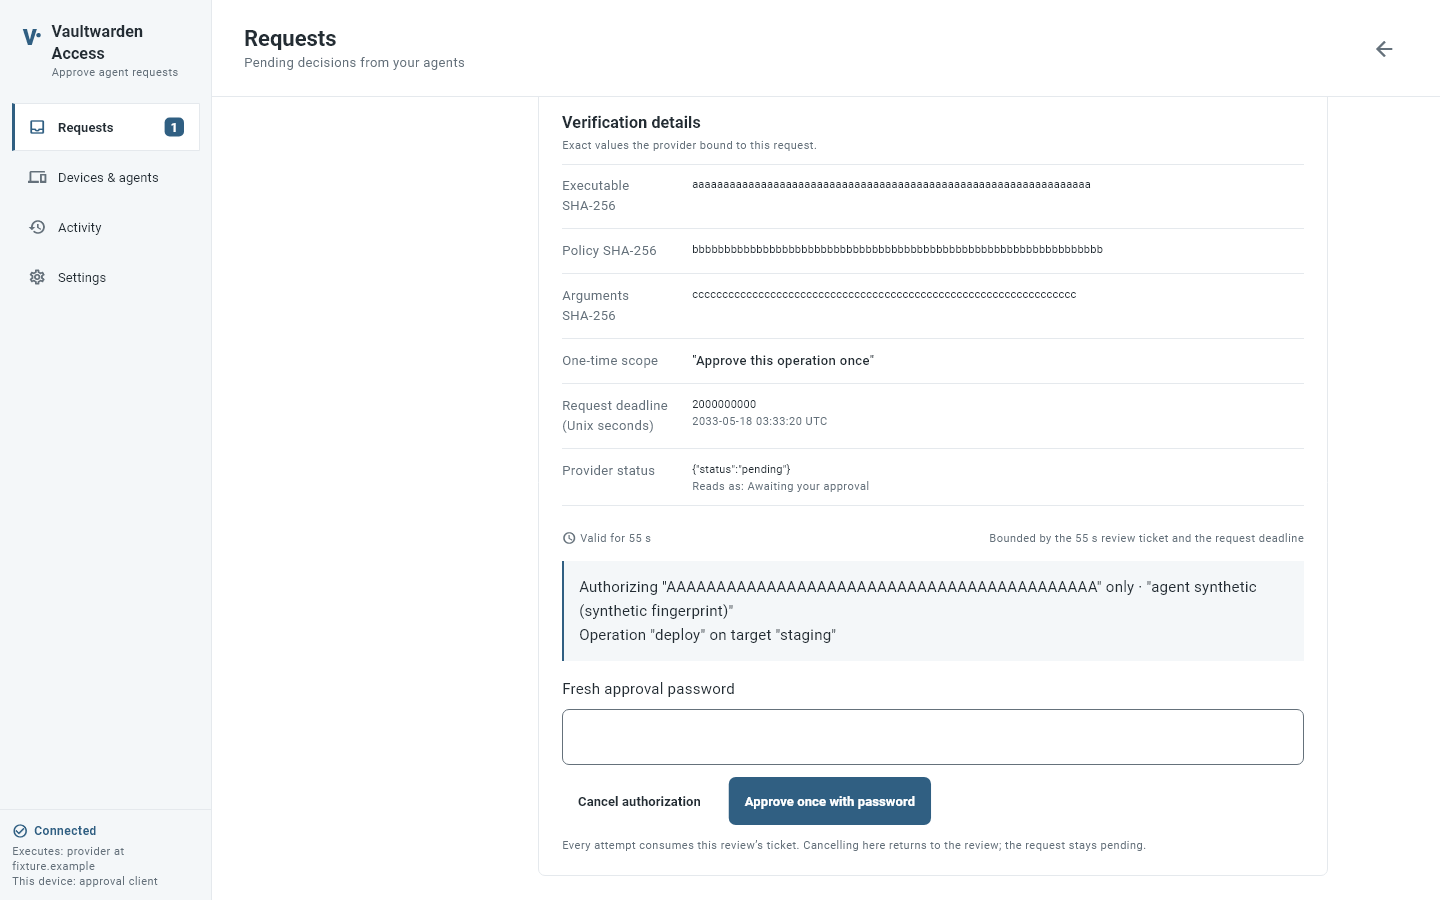 Vaultwarden
Access
Approve agent requests
Requests
1
Devices & agents
Activity
Settings
Connected
Executes: provider at
fixture.example
This device: approval client
Requests
Pending decisions from your agents
Verification details
Exact values the provider bound to this request.
Executable
SHA-256
aaaaaaaaaaaaaaaaaaaaaaaaaaaaaaaaaaaaaaaaaaaaaaaaaaaaaaaaaaaaaaaa
Policy SHA-256
bbbbbbbbbbbbbbbbbbbbbbbbbbbbbbbbbbbbbbbbbbbbbbbbbbbbbbbbbbbbbbbb
Arguments
SHA-256
cccccccccccccccccccccccccccccccccccccccccccccccccccccccccccccccc
One-time scope
"Approve this operation once"
Request deadline
(Unix seconds)
2000000000
2033-05-18 03:33:20 UTC
Provider status
{"status":"pending"}
Reads as: Awaiting your approval
Valid for 55 s
Bounded by the 55 s review ticket and the request deadline
Authorizing "AAAAAAAAAAAAAAAAAAAAAAAAAAAAAAAAAAAAAAAAAAA" only · "agent synthetic
(synthetic fingerprint)"
Operation "deploy" on target "staging"
Fresh approval password
Cancel authorization
Approve once with password
Every attempt consumes this review's ticket. Cancelling here returns to the review; the request stays pending.